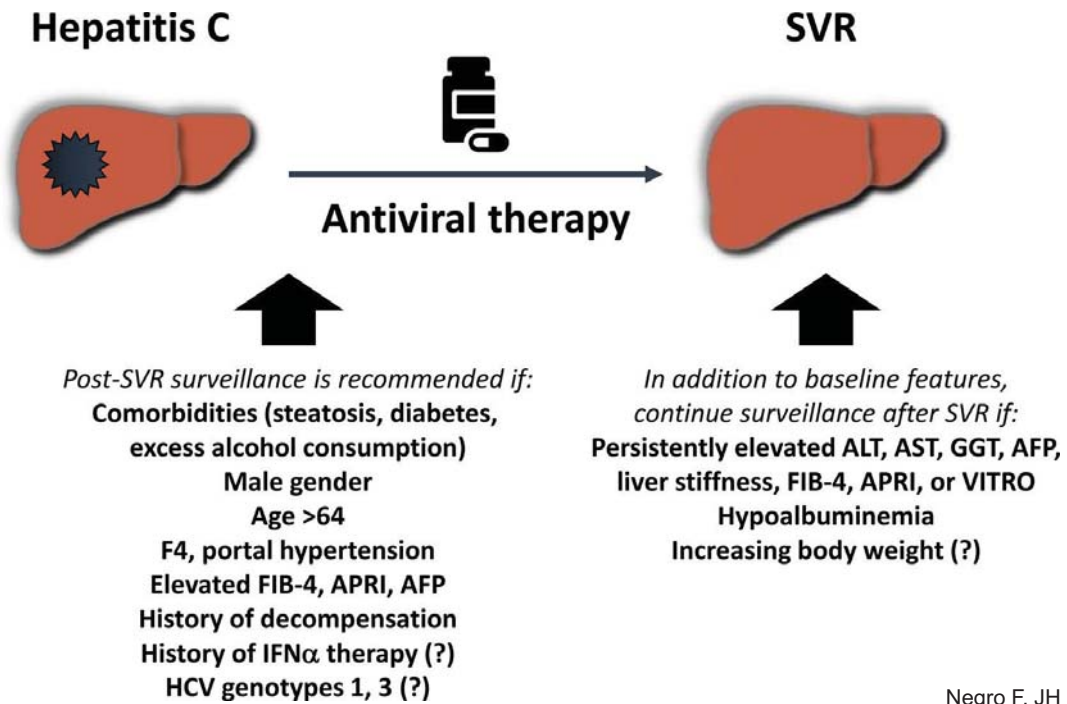 Hepatitis C
SVR
Antiviral therapy
Post-SVR surveillance is recommended if:
Comorbidities (steatosis, diabetes,
excess alcohol consumption)
Male gender
Age >64
F4, portal hypertension
Elevated FIB-4, APRI, AFP
History of decompensation
History of IFNα therapy (?)
HCV genotypes 1, 3 (?)
In addition to baseline features,
continue surveillance after SVR if:
Persistently elevated ALT, AST, GGT, AFP,
liver stiffness, FIB-4, APRI, or VITRO
Hypoalbuminemia
Increasing body weight (?)
Negro F, JH